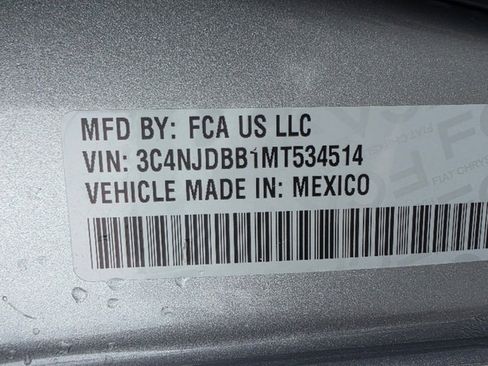 MFD BY: FCA US LLC
VIN: 3C4NJDBB1MT534514
VEHICLE MADE IN: MEXICO